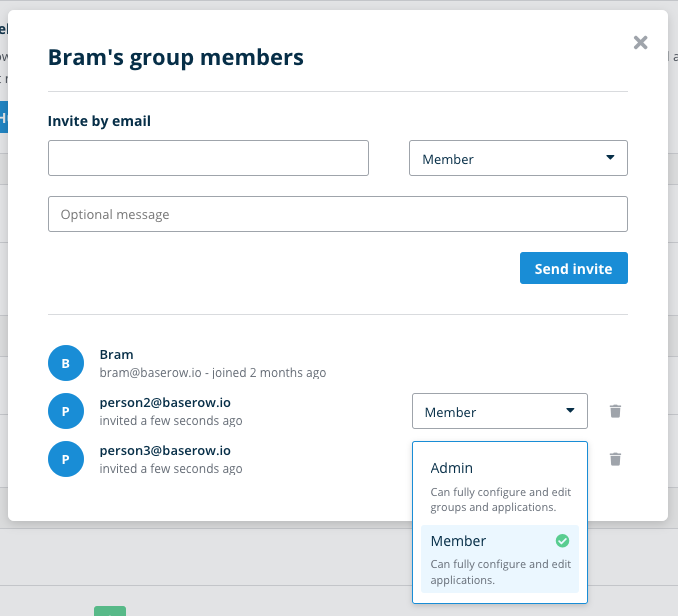 Bram's group members
Invite by email
Member
Optional message
Send invite
B
Bram
bram@baserow.io - joined 2 months ago
P
person2@baserow.io
invited a few seconds ago
Member
P
person3@baserow.io
invited a few seconds ago
Admin
Can fully configure and edit
groups and applications.
Member
Can fully configure and edit
applications.